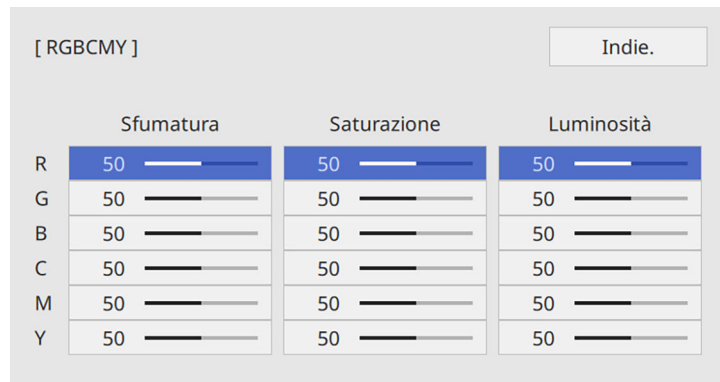 [ RGBCMY ] Indie.
Sfumatura Saturazione Luminosità
R 50 50 50
G 50 50 50
B 50 50 50
C 50 50 50
M 50 50 50
Y 50 50 50